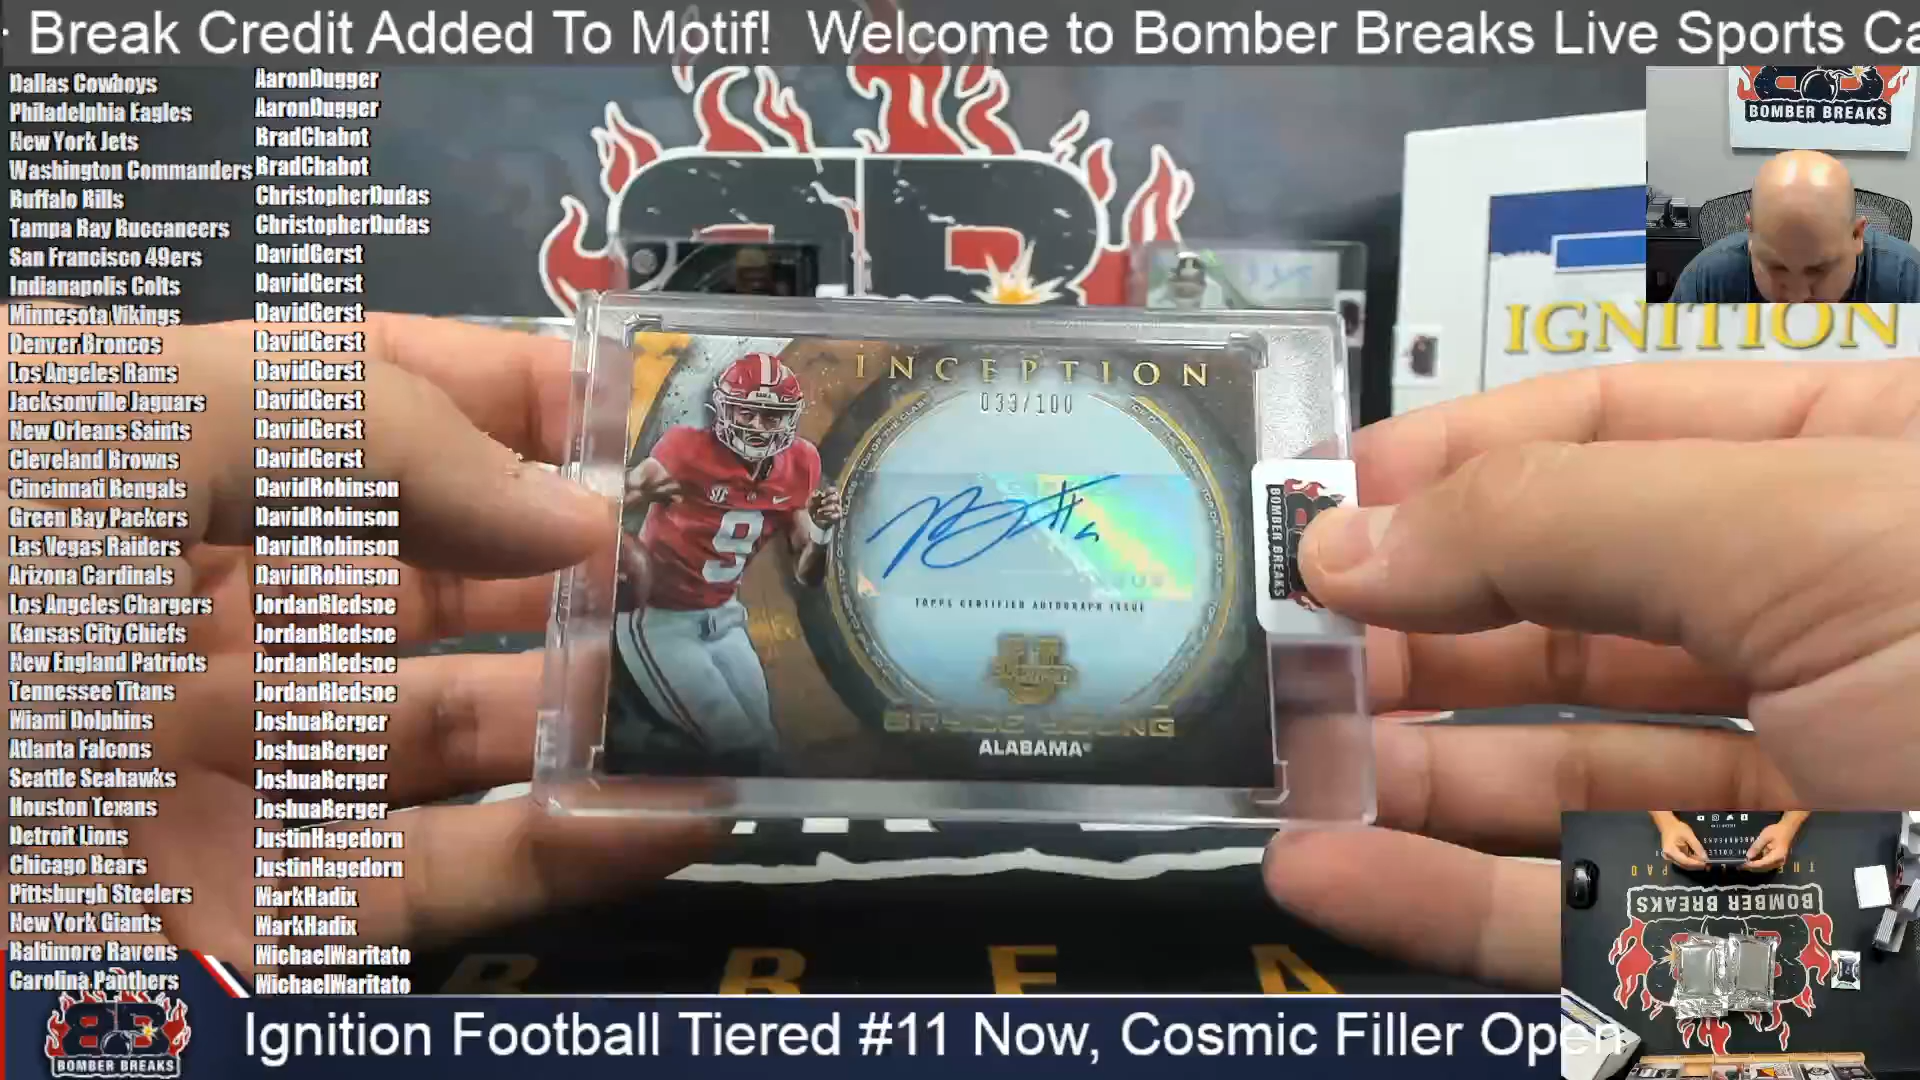 · Break Credit Added To Motif!  Welcome to Bomber Breaks Live Sports Ca
Dallas Cowboys AaronDugger
Philadelphia Eagles AaronDugger
New York Jets BradChabot
Washington Commanders BradChabot
Buffalo Bills ChristopherDudas
Tampa Bay Buccaneers ChristopherDudas
San Francisco 49ers DavidGerst
Indianapolis Colts DavidGerst
Minnesota Vikings DavidGerst
Denver Broncos DavidGerst
Los Angeles Rams DavidGerst
Jacksonville Jaguars DavidGerst
New Orleans Saints DavidGerst
Cleveland Browns DavidGerst
Cincinnati Bengals DavidRobinson
Green Bay Packers DavidRobinson
Las Vegas Raiders DavidRobinson
Arizona Cardinals DavidRobinson
Los Angeles Chargers JordanBledsoe
Kansas City Chiefs JordanBledsoe
New England Patriots JordanBledsoe
Tennessee Titans JordanBledsoe
Miami Dolphins JoshuaBerger
Atlanta Falcons JoshuaBerger
Seattle Seahawks JoshuaBerger
Houston Texans JoshuaBerger
Detroit Lions JustinHagedorn
Chicago Bears JustinHagedorn
Pittsburgh Steelers MarkHadix
New York Giants MarkHadix
Baltimore Ravens MichaelMaritato
Carolina Panthers MichaelMaritato
BOMBER BREAKS
IGNITION
INCEPTION
033/100
9
TOPPS CERTIFIED AUTOGRAPH ISSUE
BRYCE YOUNG
ALABAMA
BOMBER BREAKS
B R E A
BOMBER BREAKS
BOMBER BREAKS
Ignition Football Tiered #11 Now, Cosmic Filler Open